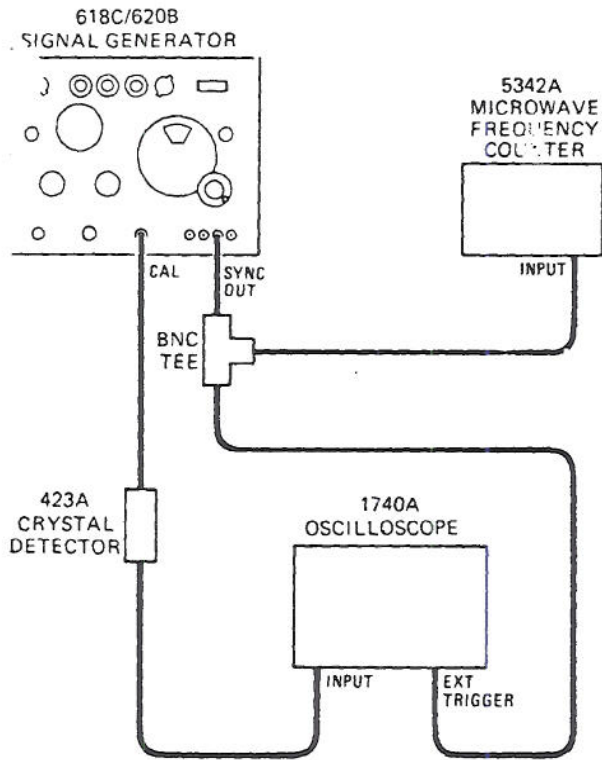 618C/620B
SIGNAL GENERATOR
5342A
MICROWAVE
FREQUENCY
COUNTER
CAL
SYNC
OUT
INPUT
BNC
TEE
423A
CRYSTAL
DETECTOR
1740A
OSCILLOSCOPE
INPUT
EXT
TRIGGER